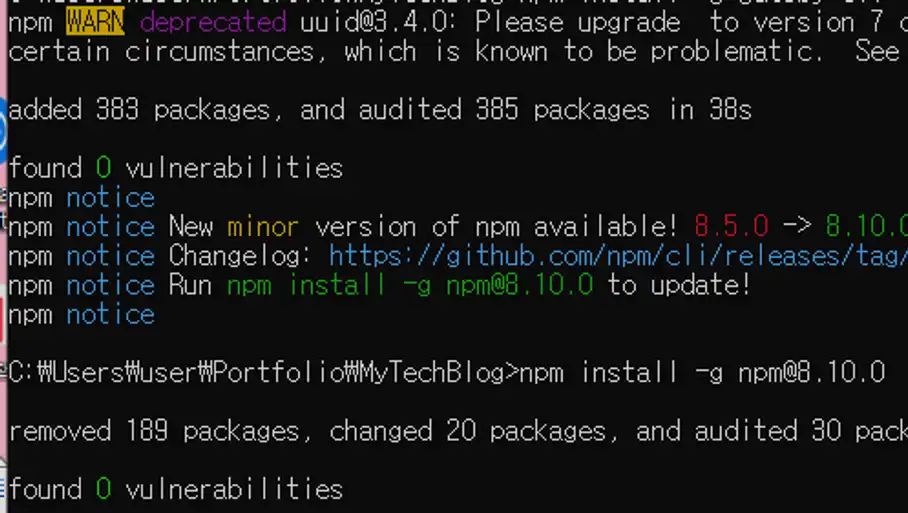 npm WARN deprecated uuid@3.4.0: Please upgrade  to version 7
certain circumstances, which is known to be problematic.  See
added 383 packages, and audited 385 packages in 38s
found 0 vulnerabilities
npm notice
npm notice New minor version of npm available! 8.5.0 -> 8.10.0
npm notice Changelog: https://github.com/npm/cli/releases/tag/
npm notice Run npm install -g npm@8.10.0 to update!
npm notice
C:₩Users₩user₩Portfolio₩MyTechBlog>npm install -g npm@8.10.0
removed 189 packages, changed 20 packages, and audited 30 pack
found 0 vulnerabilities